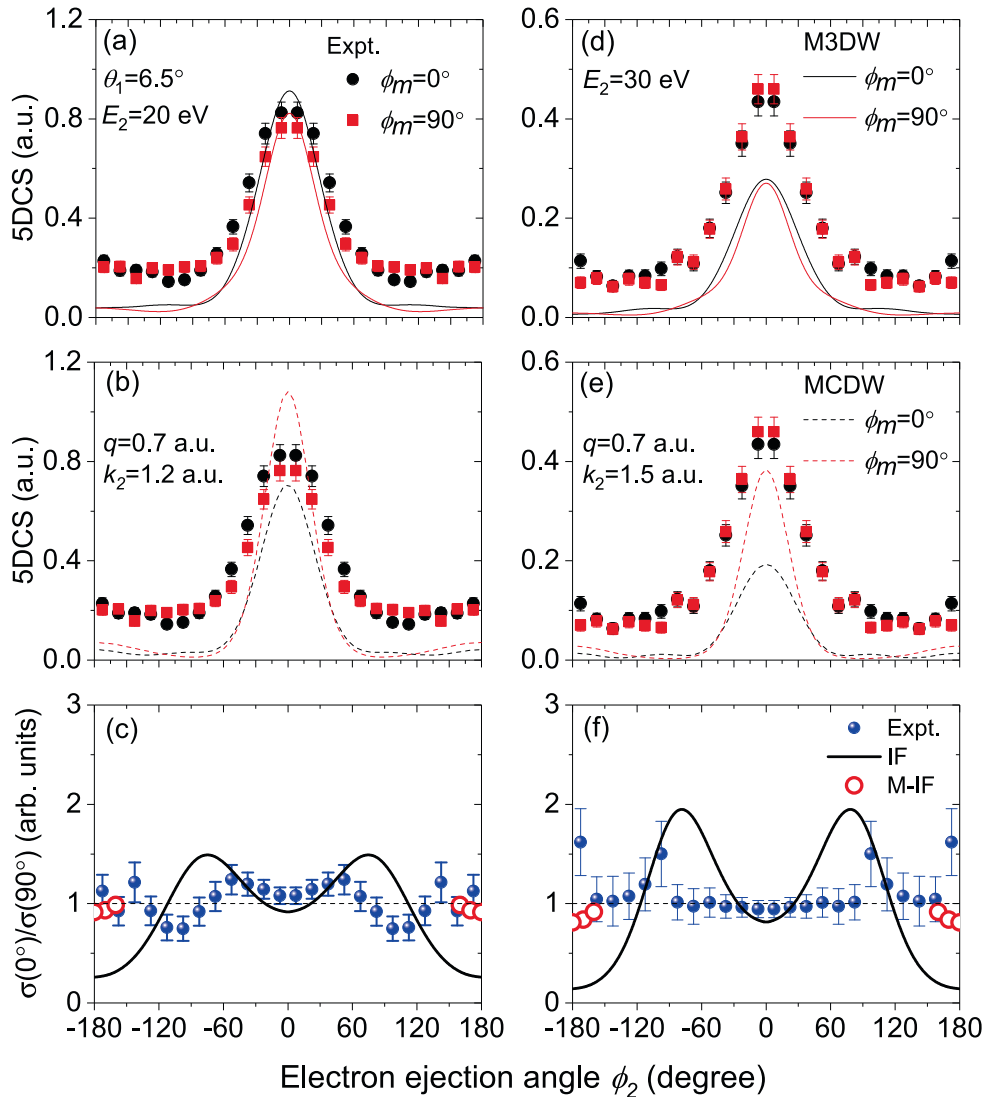 (a)
Expt.
θ₁=6.5°
E₂=20 eV
ϕₘ=0°
ϕₘ=90°
1.2
0.8
0.4
0.0
5DCS (a.u.)
(d)
M3DW
E₂=30 eV
ϕₘ=0°
ϕₘ=90°
0.6
0.4
0.2
0.0
(b)
q=0.7 a.u.
k₂=1.2 a.u.
1.2
0.8
0.4
0.0
5DCS (a.u.)
(e)
MCDW
ϕₘ=0°
ϕₘ=90°
q=0.7 a.u.
k₂=1.5 a.u.
0.6
0.4
0.2
0.0
(c)
3
2
1
0
σ(0°)/σ(90°) (arb. units)
-180 -120 -60 0 60 120 180
(f)
Expt.
IF
M-IF
3
2
1
0
-180 -120 -60 0 60 120 180
Electron ejection angle ϕ₂ (degree)